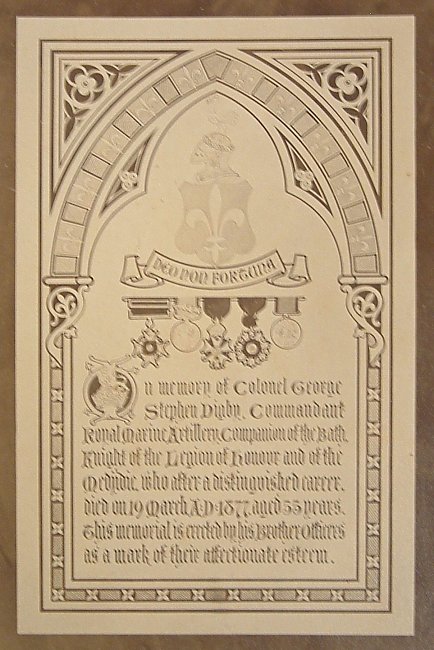 DEO NON FORTUNA
In memory of Colonel George
Stephen Digby, Commandant
Royal Marine Artillery, Companion of the Bath,
Knight of the Legion of Honour and of the
Medjidie, who after a distinguished career,
died on 19 March A·D·1877, aged 55 years.
This memorial is erected by his Brother Officers
as a mark of their affectionate esteem.